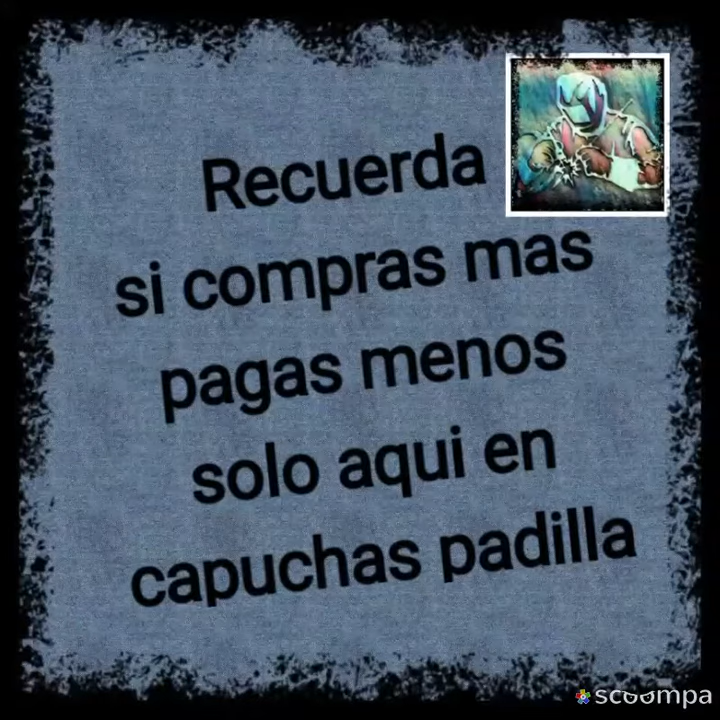 Recuerda
si compras mas
pagas menos
solo aqui en
capuchas padilla
scoompa